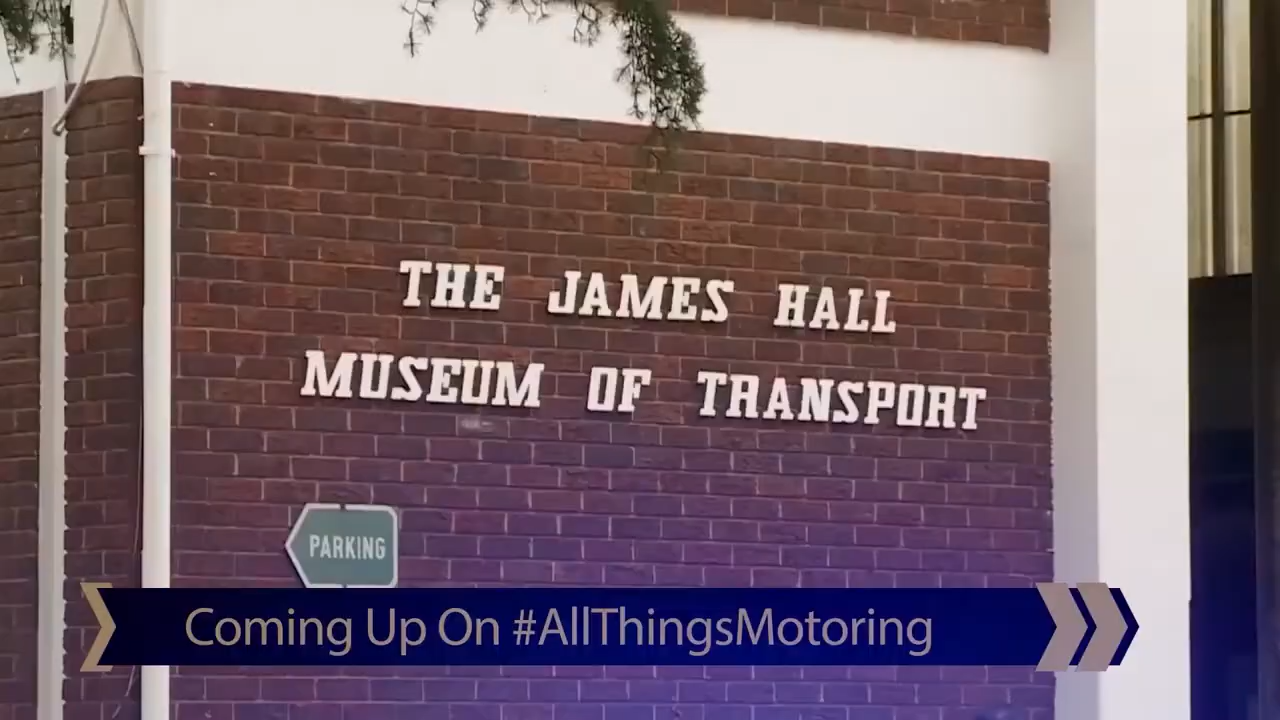 THE JAMES HALL
MUSEUM OF TRANSPORT
PARKING
Coming Up On #AllThingsMotoring